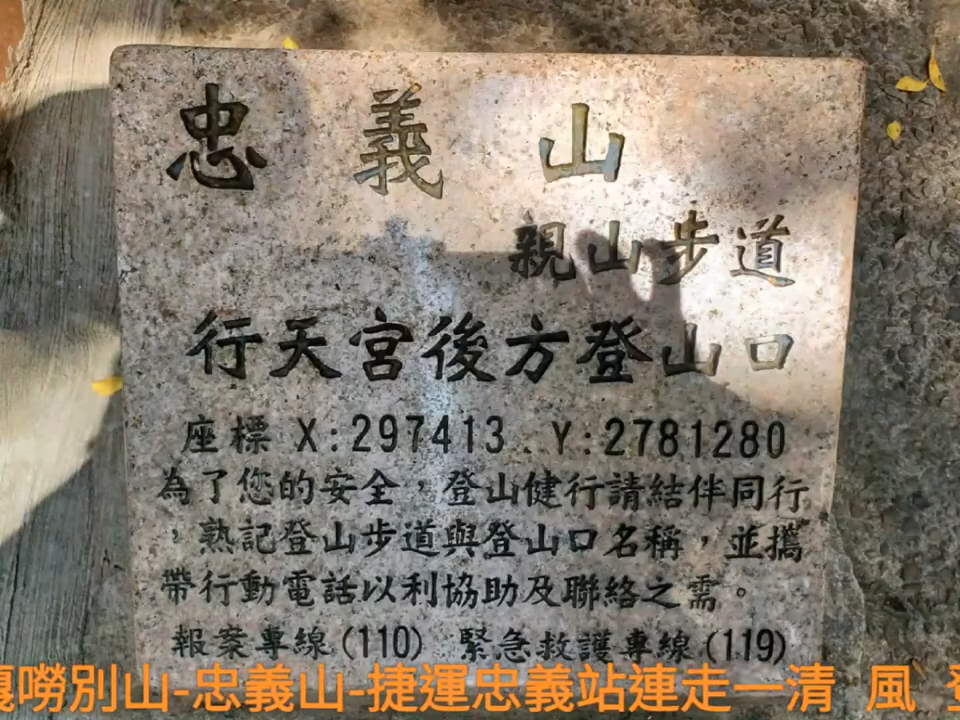 忠義山
親山步道
行天宮後方登山口
座標 X:297413. Y:2781280
為了您的安全，登山健行請結伴同行
，熟記登山步道與登山口名稱，並攜
帶行動電話以利協助及聯絡之需。
報案專線(110) 緊急救護專線(119)
嘮別山-忠義山-捷運忠義站連走一清 風